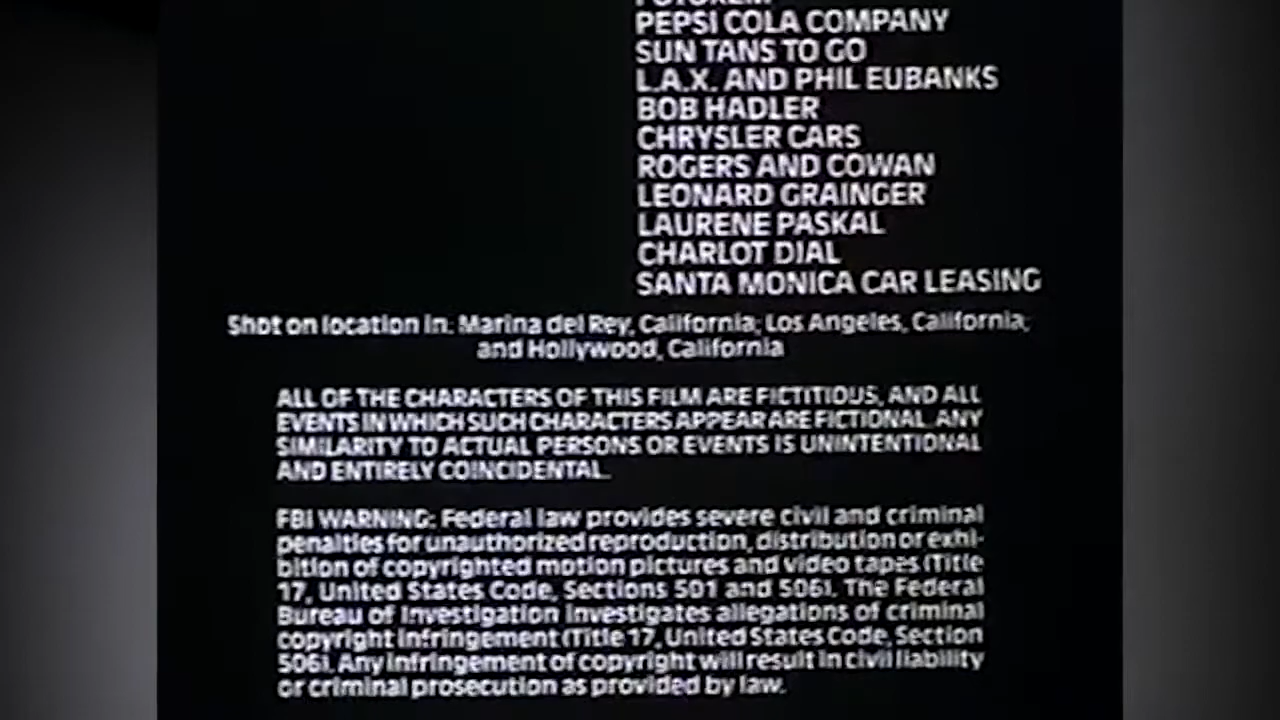 PEPSI COLA COMPANY
SUN TANS TO GO
L.A.X. AND PHIL EUBANKS
BOB HADLER
CHRYSLER CARS
ROGERS AND COWAN
LEONARD GRAINGER
LAURENE PASKAL
CHARLOT DIAL
SANTA MONICA CAR LEASING
Shot on location in: Marina del Rey, California; Los Angeles, California;
and Hollywood, California
ALL OF THE CHARACTERS OF THIS FILM ARE FICTITIOUS, AND ALL
EVENTS IN WHICH SUCH CHARACTERS APPEAR ARE FICTIONAL. ANY
SIMILARITY TO ACTUAL PERSONS OR EVENTS IS UNINTENTIONAL
AND ENTIRELY COINCIDENTAL.
FBI WARNING: Federal law provides severe civil and criminal
penalties for unauthorized reproduction, distribution or exhi-
bition of copyrighted motion pictures and video tapes (Title
17, United States Code, Sections 501 and 506). The Federal
Bureau of Investigation investigates allegations of criminal
copyright infringement (Title 17, United States Code, Section
506). Any infringement of copyright will result in civil liability
or criminal prosecution as provided by law.